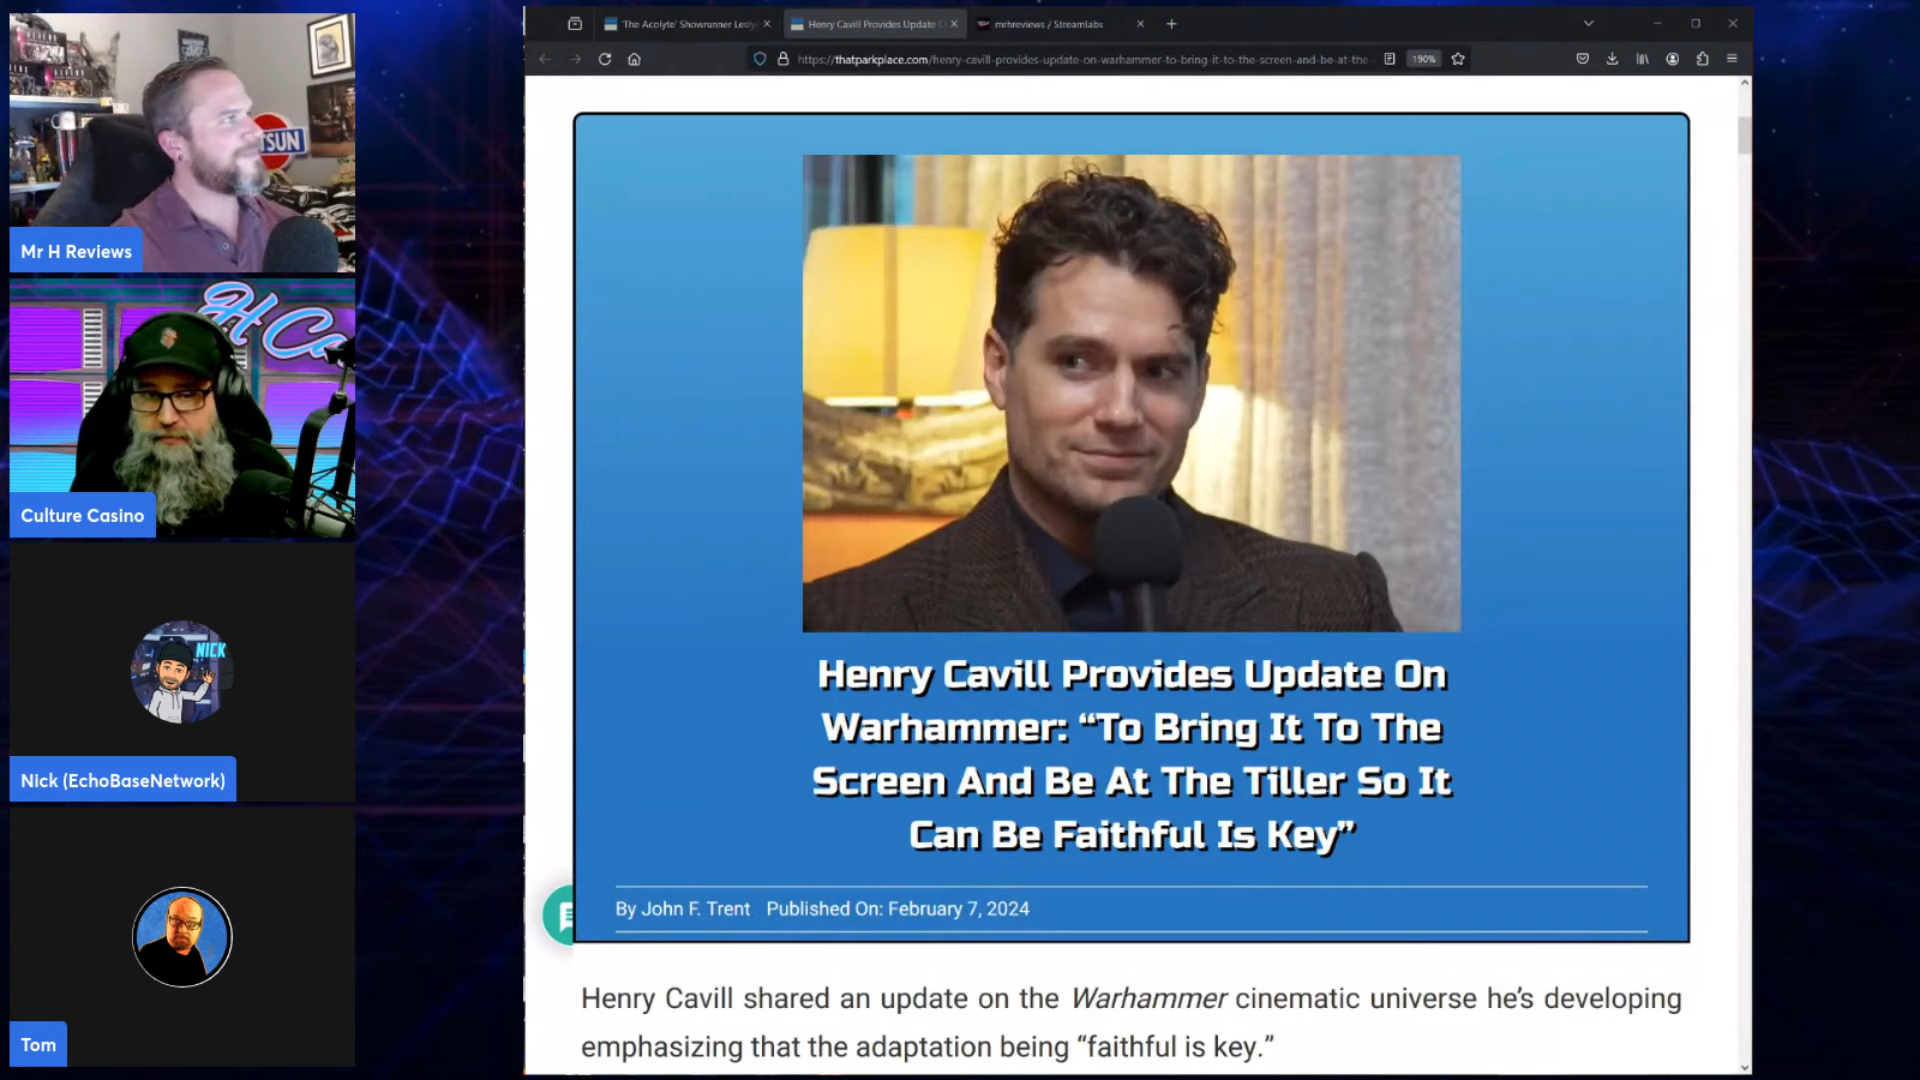 'The Acolyte' Showrunner Lesly
Henry Cavill Provides Update O
mrhreviews / Streamlabs
https://thatparkplace.com/henry-cavill-provides-update-on-warhammer-to-bring-it-to-the-screen-and-be-at-the-
190%
TSUN
Mr H Reviews
H Ca
Culture Casino
NICK
Nick (EchoBaseNetwork)
Tom
Henry Cavill Provides Update On
Warhammer: “To Bring It To The
Screen And Be At The Tiller So It
Can Be Faithful Is Key”
By John F. Trent Published On: February 7, 2024
Henry Cavill shared an update on the Warhammer cinematic universe he’s developing
emphasizing that the adaptation being “faithful is key.”